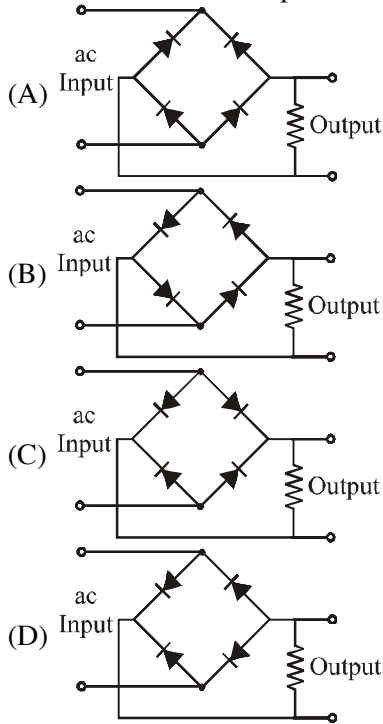 ac
(A) Input
Output
ac
(B) Input
Output
ac
(C) Input
Output
ac
(D) Input
Output